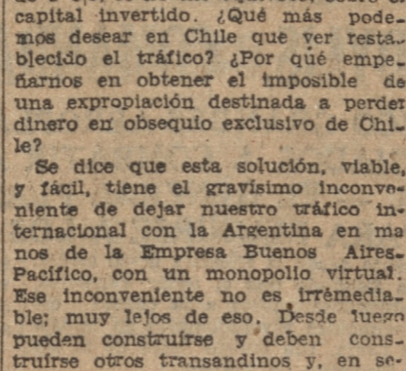 capital invertido. ¿Qué más pode-
mos desear en Chile que ver resta-
blecido el tráfico? ¿Por qué empe-
ñarnos en obtener el imposible de
una expropiación destinada a perder
dinero en obsequio exclusivo de Chi-
le?
Se dice que esta solución, viable,
y fácil, tiene el gravísimo inconve-
niente de dejar nuestro tráfico in-
ternacional con la Argentina en ma
nos de la Empresa Buenos Aires-
Pacífico, con un monopolio virtual.
Ese inconveniente no es irrémedia-
ble; muy lejos de eso. Desde luego
pueden construirse y deben cons-
truirse otros transandinos y, en se-